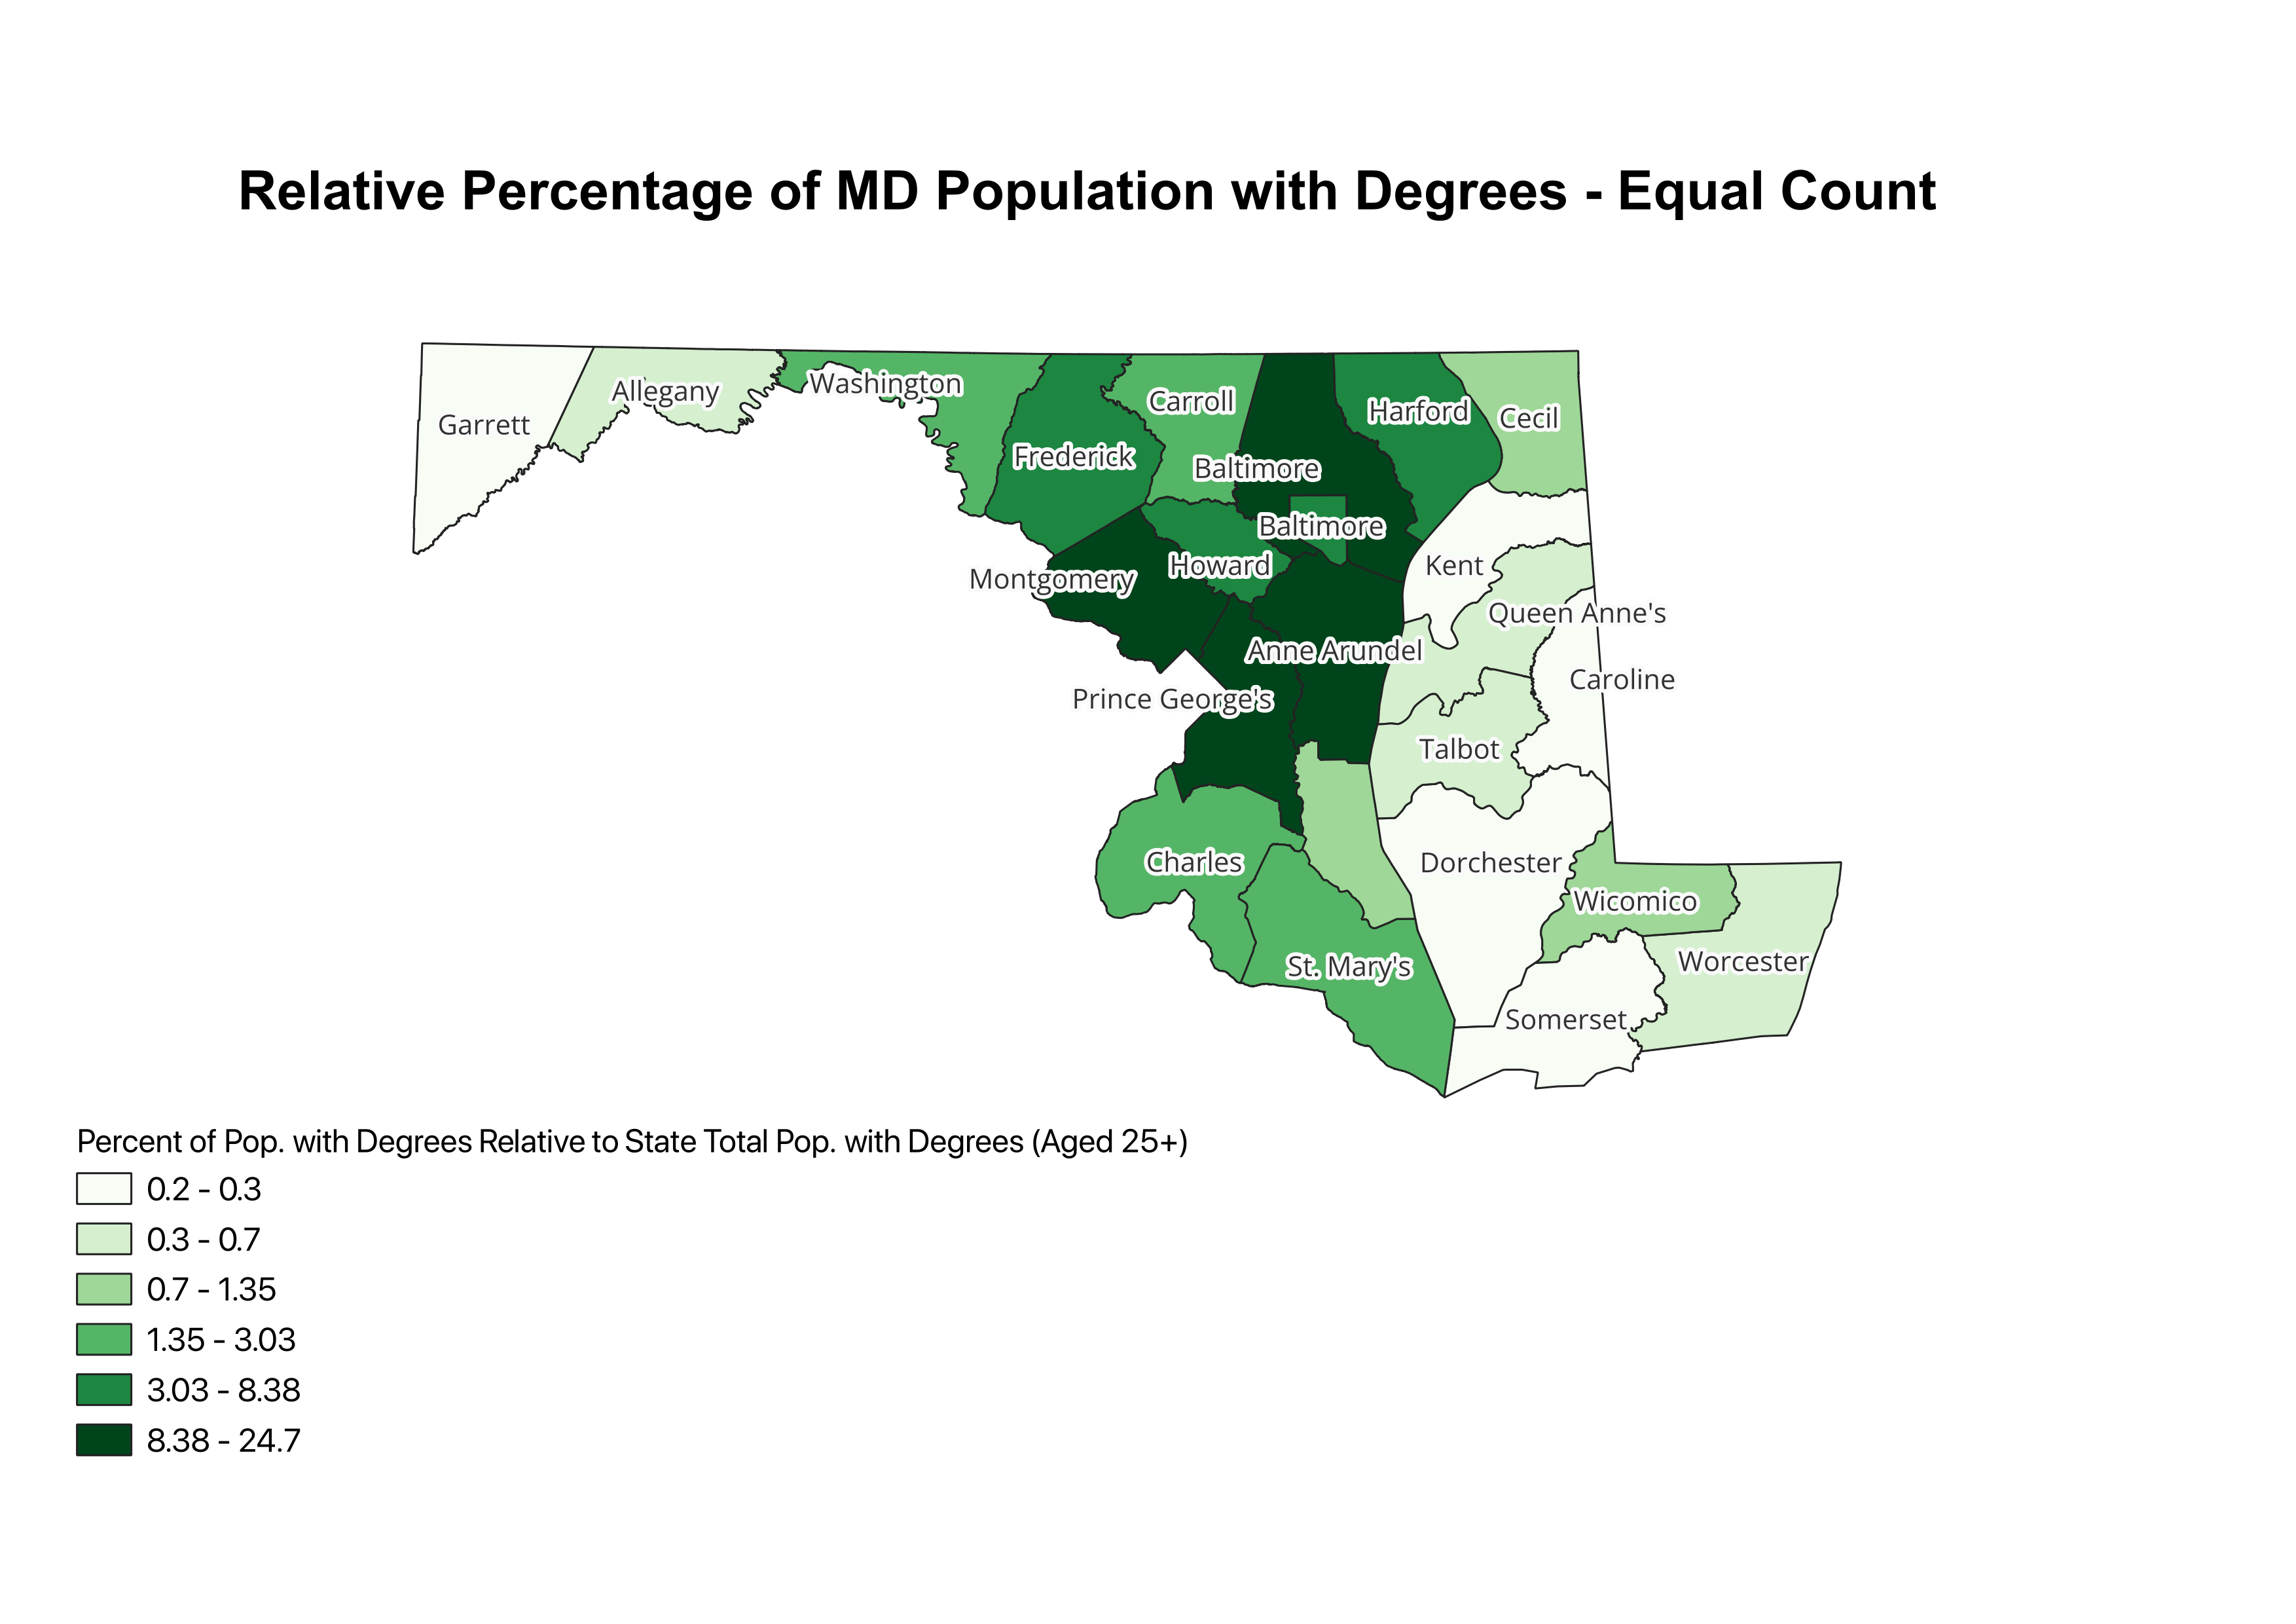 Relative Percentage of MD Population with Degrees - Equal Count
Garrett
Allegany
Washington
Frederick
Carroll
Baltimore
Harford
Cecil
Baltimore
Howard
Montgomery
Kent
Queen Anne's
Anne Arundel
Caroline
Prince George's
Talbot
Charles
Dorchester
Wicomico
St. Mary's
Worcester
Somerset
Percent of Pop. with Degrees Relative to State Total Pop. with Degrees (Aged 25+)
0.2 - 0.3
0.3 - 0.7
0.7 - 1.35
1.35 - 3.03
3.03 - 8.38
8.38 - 24.7